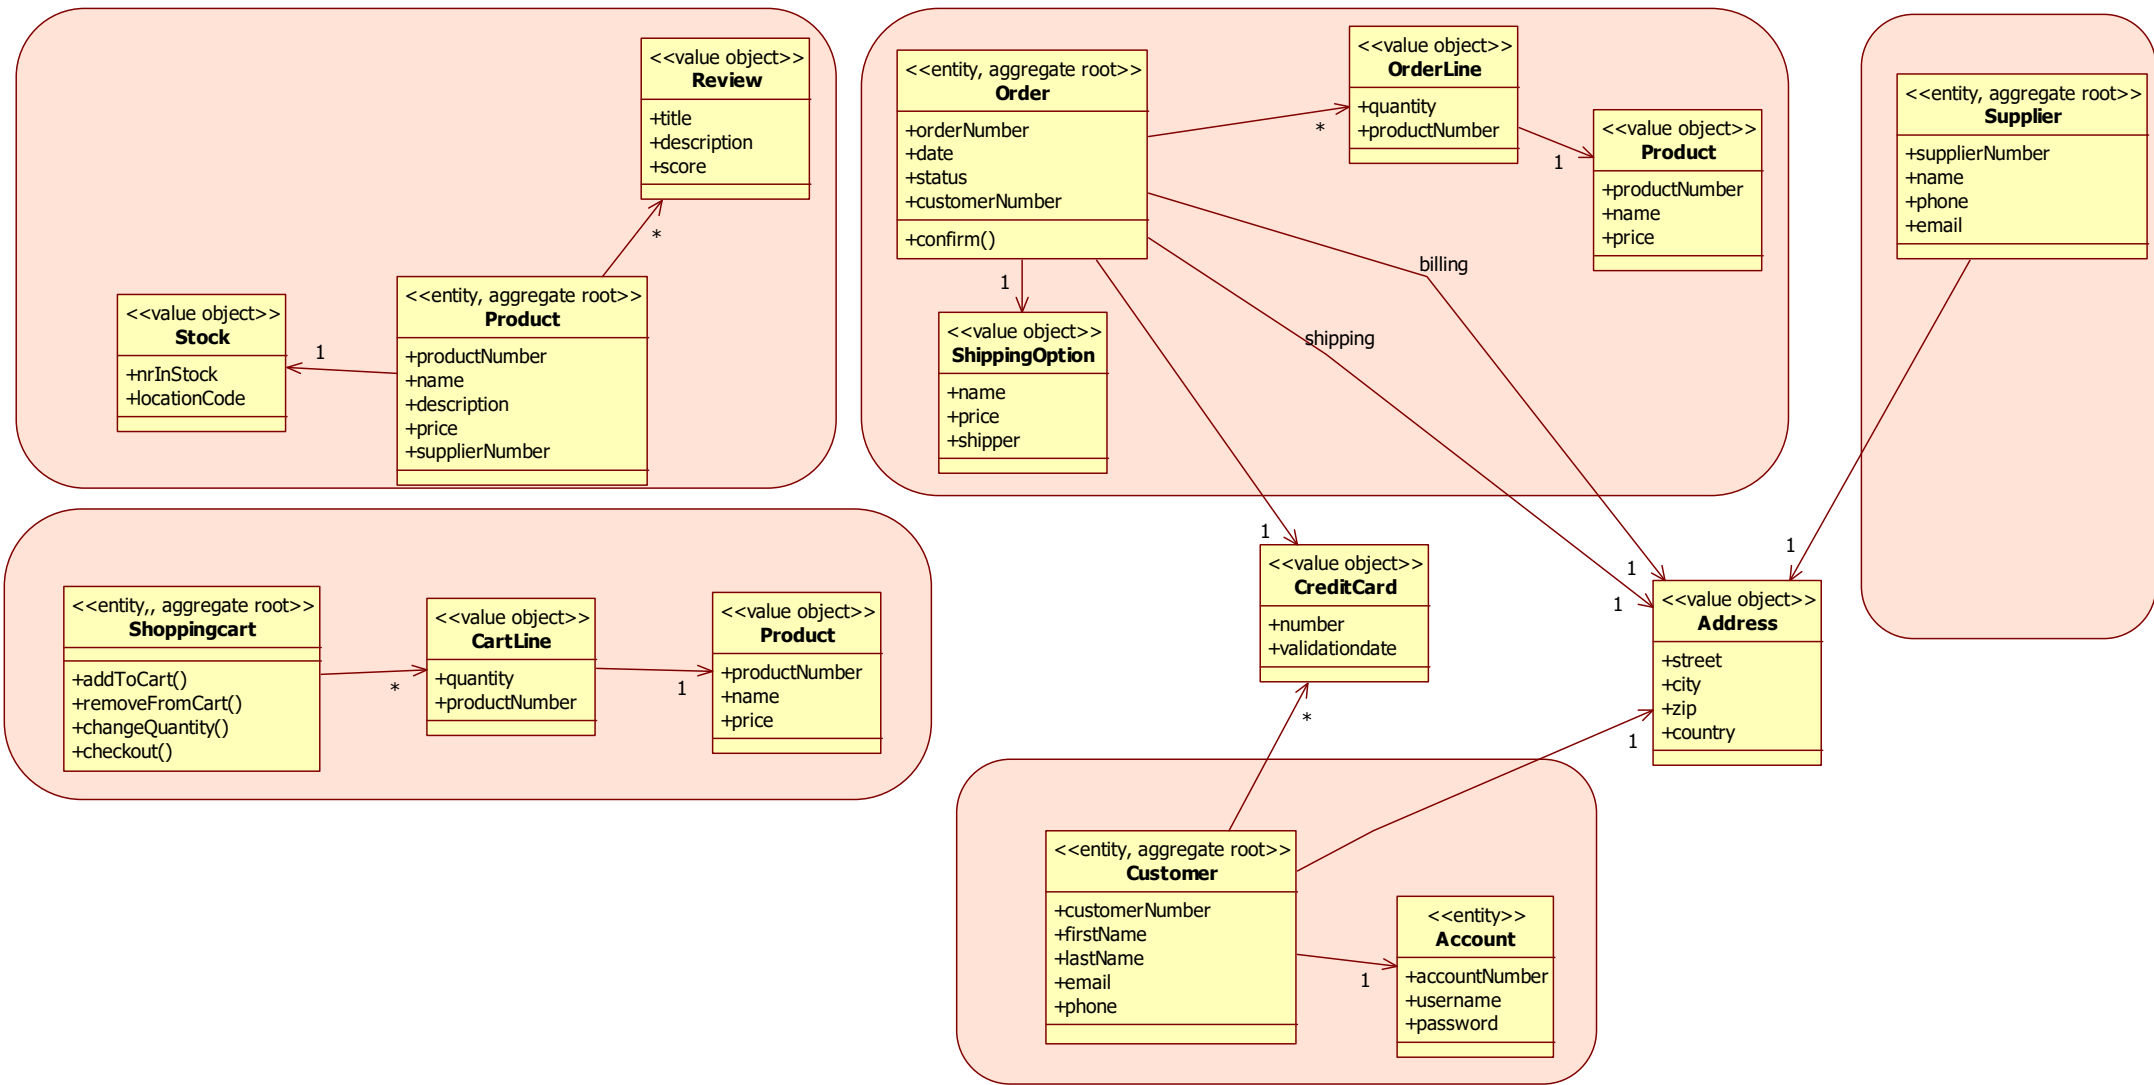 <<value object>>
Review
+title
+description
+score
*
<<value object>>
Stock
+nrInStock
+locationCode
1
<<entity, aggregate root>>
Product
+productNumber
+name
+description
+price
+supplierNumber
<<entity, aggregate root>>
Order
+orderNumber
+date
+status
+customerNumber
+confirm()
*
<<value object>>
OrderLine
+quantity
+productNumber
1
<<value object>>
Product
+productNumber
+name
+price
1
<<value object>>
ShippingOption
+name
+price
+shipper
billing
shipping
<<entity, aggregate root>>
Supplier
+supplierNumber
+name
+phone
+email
<<entity,, aggregate root>>
Shoppingcart
+addToCart()
+removeFromCart()
+changeQuantity()
+checkout()
*
<<value object>>
CartLine
+quantity
+productNumber
1
<<value object>>
Product
+productNumber
+name
+price
1
<<value object>>
CreditCard
+number
+validationdate
*
1
1
1
<<value object>>
Address
+street
+city
+zip
+country
1
<<entity, aggregate root>>
Customer
+customerNumber
+firstName
+lastName
+email
+phone
1
<<entity>>
Account
+accountNumber
+username
+password